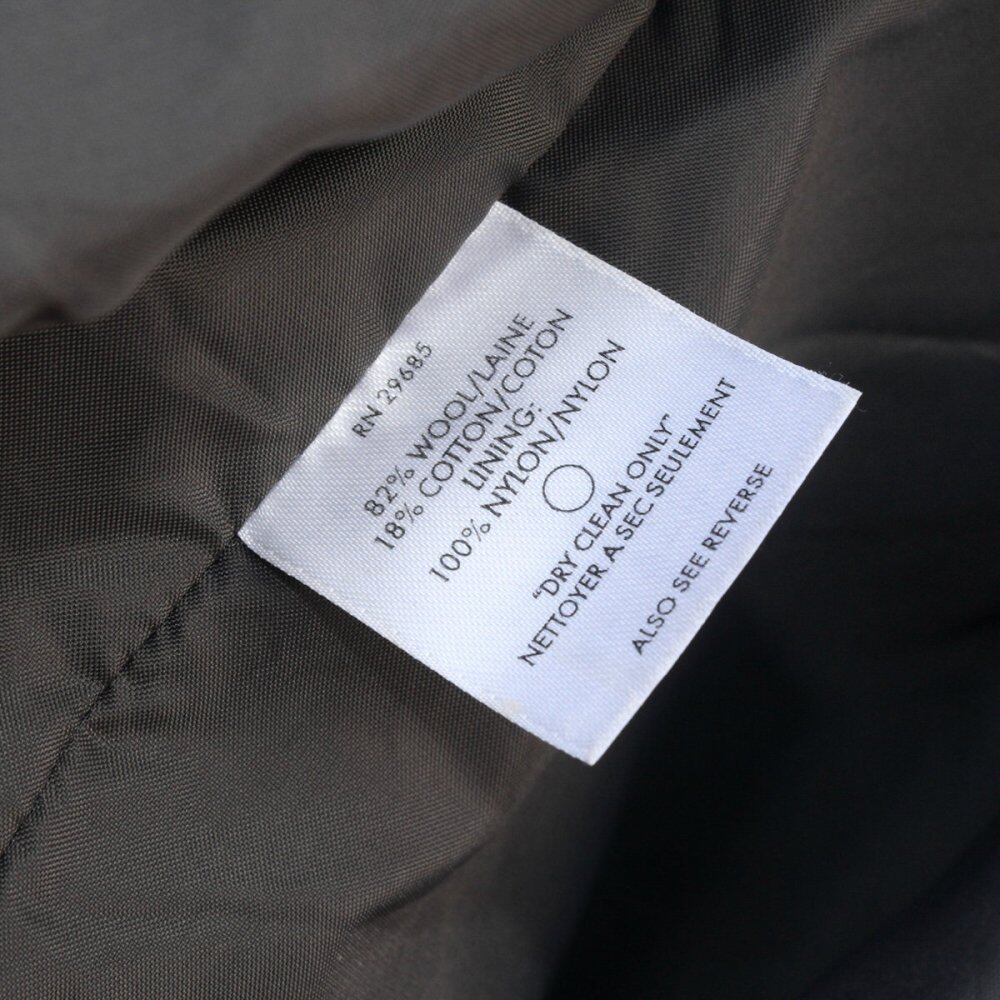 RN 29685
82% WOOL/LAINE
18% COTTON/COTON
LINING:
100% NYLON/NYLON
“DRY CLEAN ONLY”
NETTOYER A SEC SEULEMENT
ALSO SEE REVERSE